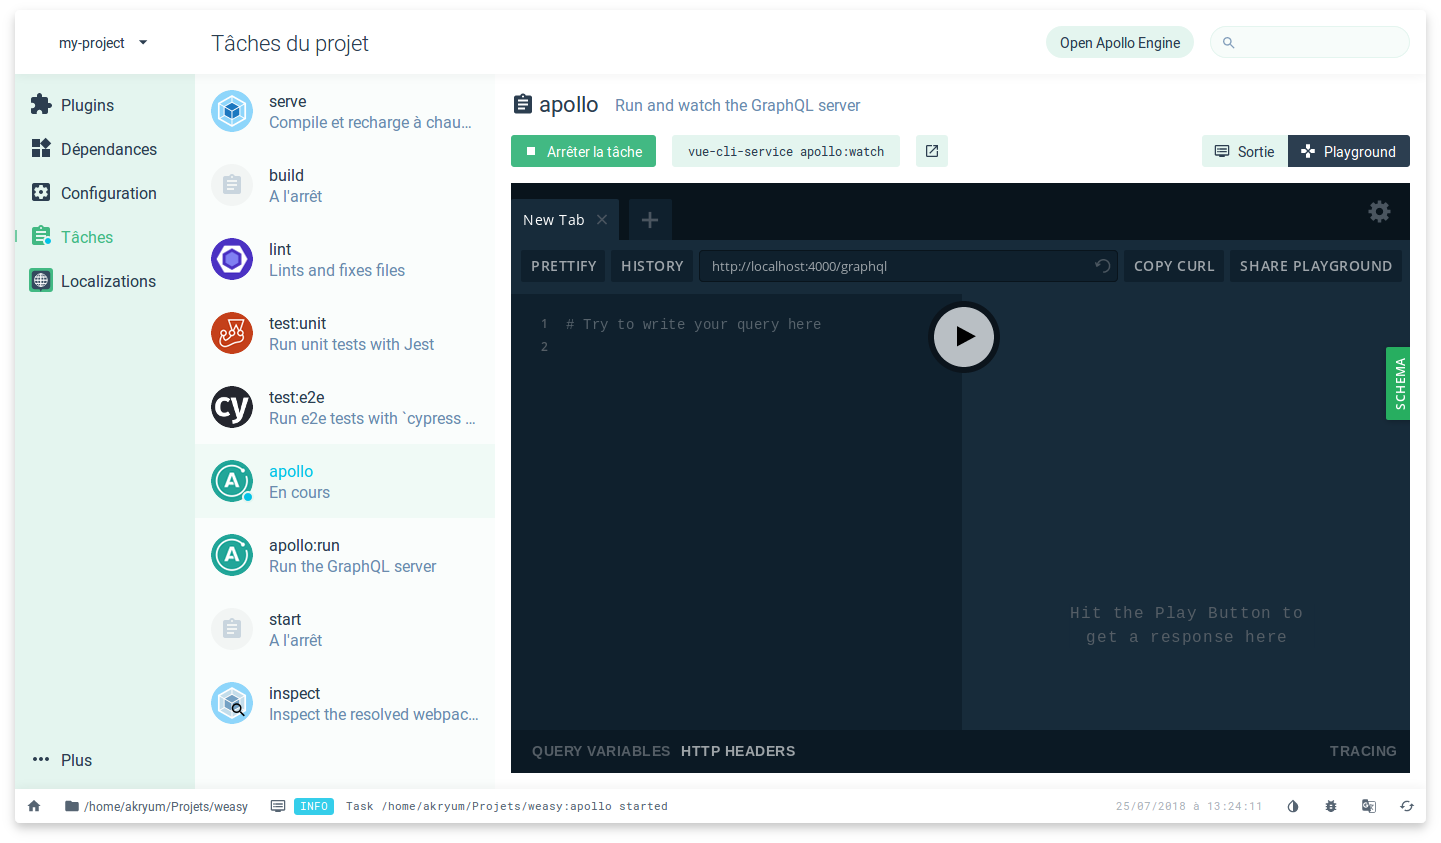 my-project
Tâches du projet
Open Apollo Engine
Plugins
Dépendances
Configuration
Tâches
Localizations
Plus
serve
Compile et recharge à chau…
build
A l'arrêt
lint
Lints and fixes files
test:unit
Run unit tests with Jest
cy
test:e2e
Run e2e tests with `cypress …
A
apollo
En cours
A
apollo:run
Run the GraphQL server
start
A l'arrêt
inspect
Inspect the resolved webpac…
apollo Run and watch the GraphQL server
Arrêter la tâche
vue-cli-service apollo:watch
Sortie
Playground
New Tab
PRETTIFY
HISTORY
http://localhost:4000/graphql
COPY CURL
SHARE PLAYGROUND
1 # Try to write your query here
2
SCHEMA
Hit the Play Button to
get a response here
QUERY VARIABLES
HTTP HEADERS
TRACING
/home/akryum/Projets/weasy
INFO
Task /home/akryum/Projets/weasy:apollo started
25/07/2018 à 13:24:11